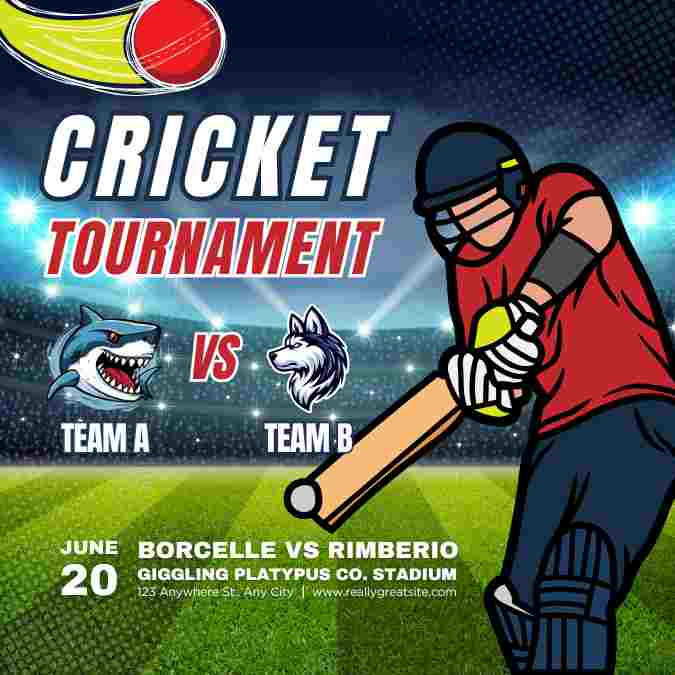 CRICKET
TOURNAMENT
VS
TEAM A
TEAM B
JUNE
20
BORCELLE VS RIMBERIO
GIGGLING PLATYPUS CO. STADIUM
123 Anywhere St., Any City | www.reallygreatsite.com